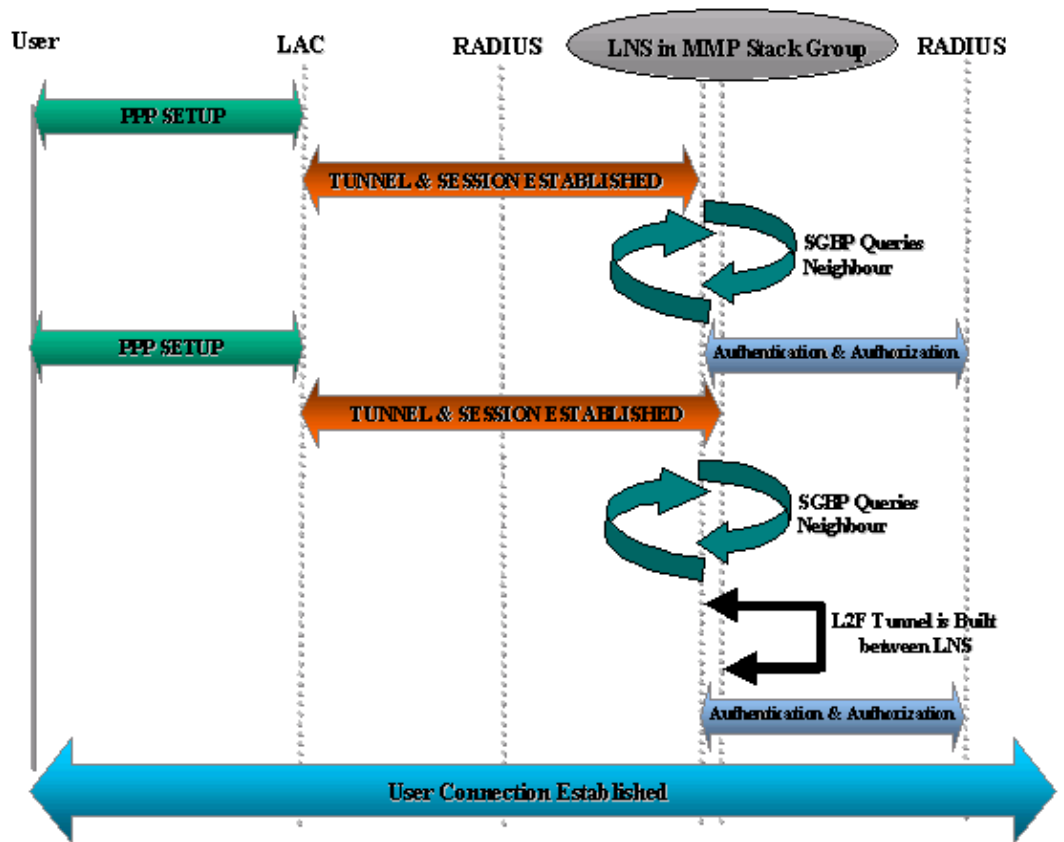 User
LAC
RADIUS
LNS in MMP Stack Group
RADIUS
PPP SETUP
TUNNEL & SESSION ESTABLISHED
SGBP Queries
Neighbour
PPP SETUP
Authentication & Authorization
TUNNEL & SESSION ESTABLISHED
SGBP Queries
Neighbour
L2F Tunnel is Built
between LNS
Authentication & Authorization
User Connection Established